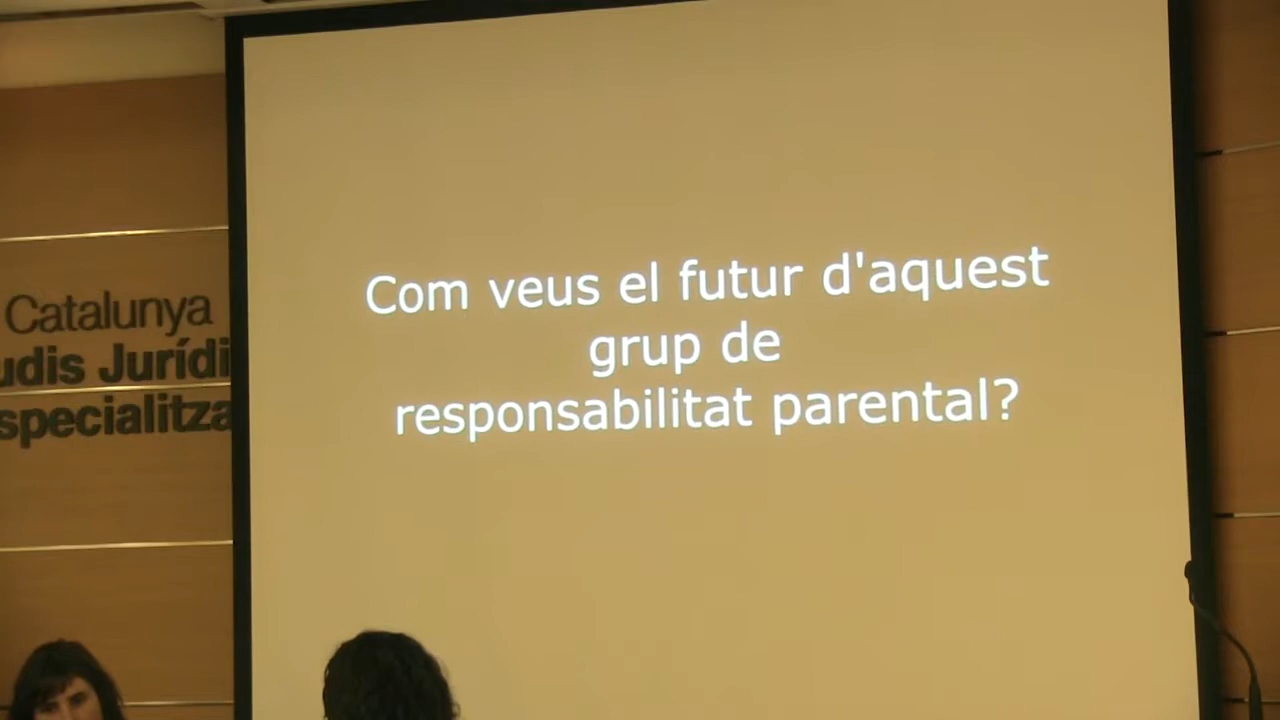 Catalunya
udis Jurídi
specialitza
Com veus el futur d'aquest
grup de
responsabilitat parental?